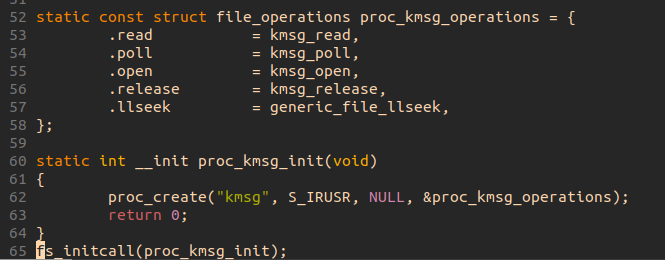 52 static const struct file_operations proc_kmsg_operations = {
53         .read           = kmsg_read,
54         .poll           = kmsg_poll,
55         .open           = kmsg_open,
56         .release        = kmsg_release,
57         .llseek         = generic_file_llseek,
58 };
59
60 static int __init proc_kmsg_init(void)
61 {
62         proc_create("kmsg", S_IRUSR, NULL, &proc_kmsg_operations);
63         return 0;
64 }
65 fs_initcall(proc_kmsg_init);